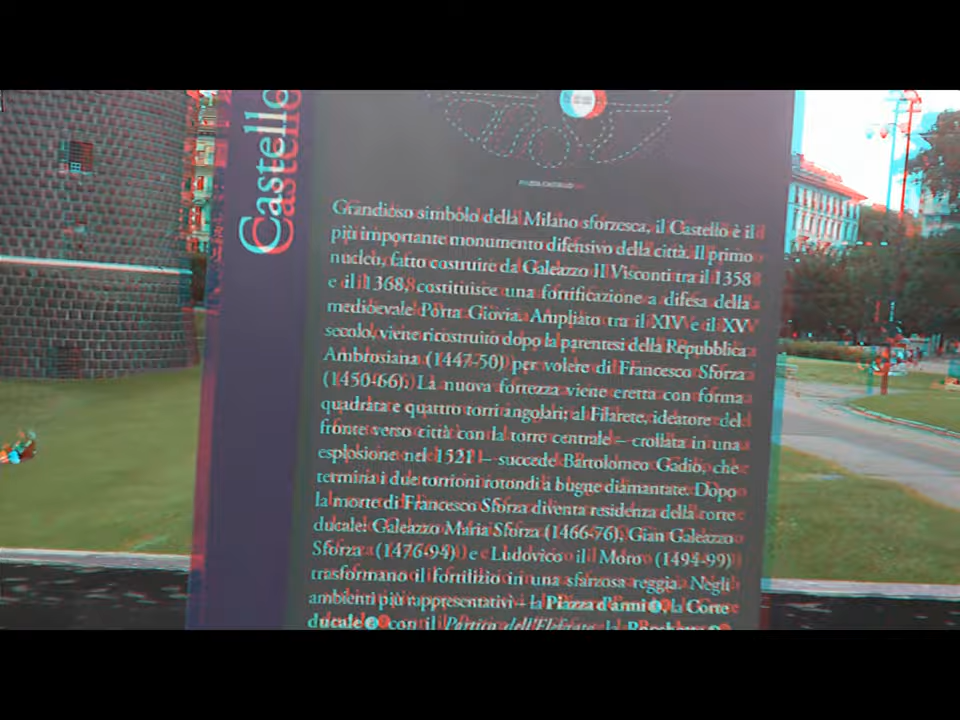 Castello
PIAZZA CASTELLO
Grandioso simbolo della Milano sforzesca, il Castello è il
più importante monumento difensivo della città. Il primo
nucleo, fatto costruire da Galeazzo II Visconti tra il 1358
e il 1368, costituisce una fortificazione a difesa della
medioevale Porta Giovia. Ampliato tra il XIV e il XV
secolo, viene ricostruito dopo la parentesi della Repubblica
Ambrosiana (1447-50) per volere di Francesco Sforza
(1450-66). La nuova fortezza viene eretta con forma
quadrata e quattro torri angolari; al Filarete, ideatore del
fronte verso città con la torre centrale – crollata in una
esplosione nel 1521 – succede Bartolomeo Gadio, che
termina i due torrioni rotondi a bugne diamantate. Dopo
la morte di Francesco Sforza diventa residenza della corte
ducale: Galeazzo Maria Sforza (1466-76), Gian Galeazzo
Sforza (1476-94) e Ludovico il Moro (1494-99)
trasformano il fortilizio in una sfarzosa reggia. Negli
ambienti più rappresentativi – la Piazza d'armi, la Corte
ducale con il Portico dell'Elefante, la Rocchetta